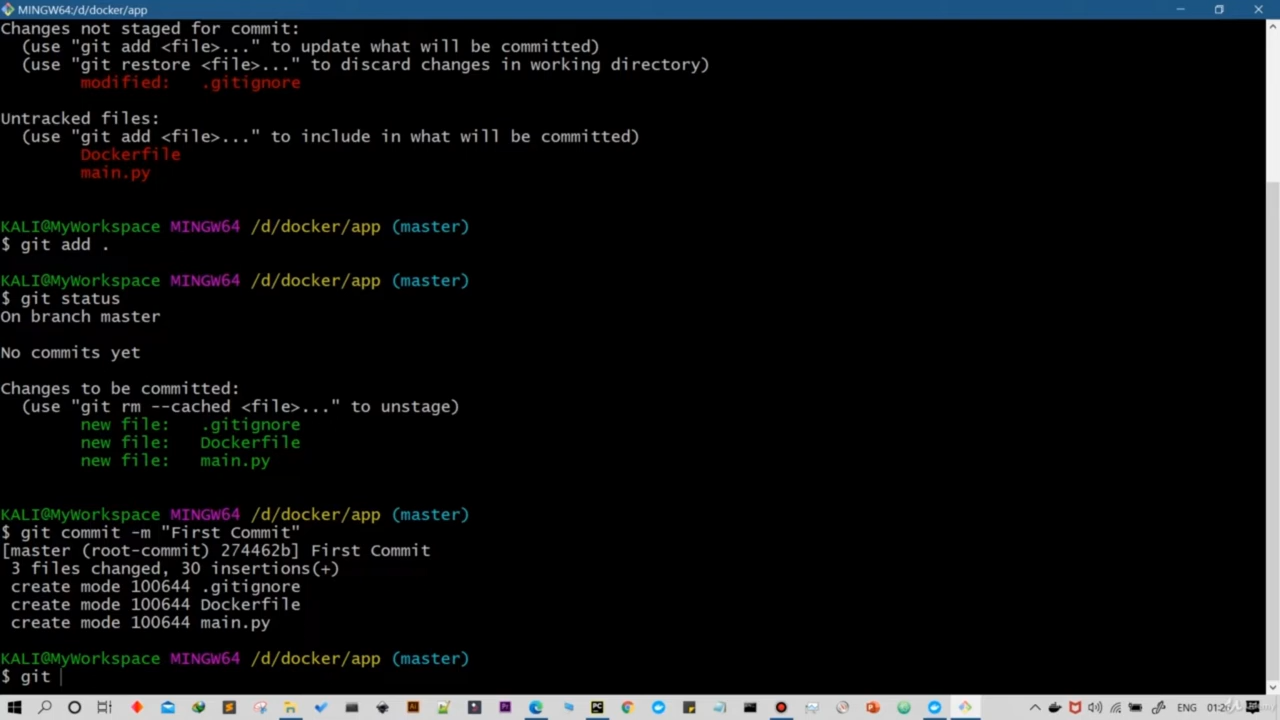 MINGW64:/d/docker/app
Changes not staged for commit:
(use "git add <file>..." to update what will be committed)
(use "git restore <file>..." to discard changes in working directory)
modified: .gitignore
Untracked files:
(use "git add <file>..." to include in what will be committed)
Dockerfile
main.py
KALI@MyWorkspace MINGW64 /d/docker/app (master)
$ git add .
KALI@MyWorkspace MINGW64 /d/docker/app (master)
$ git status
On branch master
No commits yet
Changes to be committed:
(use "git rm --cached <file>..." to unstage)
new file: .gitignore
new file: Dockerfile
new file: main.py
KALI@MyWorkspace MINGW64 /d/docker/app (master)
$ git commit -m "First Commit"
[master (root-commit) 274462b] First Commit
3 files changed, 30 insertions(+)
create mode 100644 .gitignore
create mode 100644 Dockerfile
create mode 100644 main.py
KALI@MyWorkspace MINGW64 /d/docker/app (master)
$ git
ENG